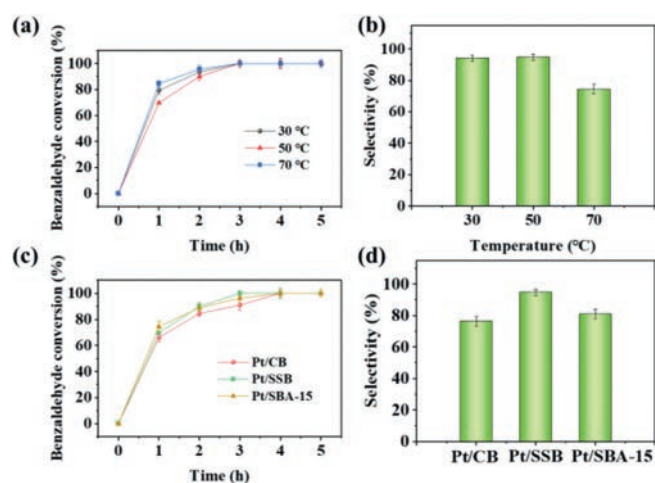 (a)
Benzaldehyde conversion (%)
100
80
60
40
20
0
30 °C
50 °C
70 °C
0 1 2 3 4 5
Time (h)
(b)
Selectivity (%)
100
80
60
40
20
0
30 50 70
Temperature (°C)
(c)
Benzaldehyde conversion (%)
100
80
60
40
20
0
Pt/CB
Pt/SSB
Pt/SBA-15
0 1 2 3 4 5
Time (h)
(d)
Selectivity (%)
100
80
60
40
20
0
Pt/CB Pt/SSB Pt/SBA-15